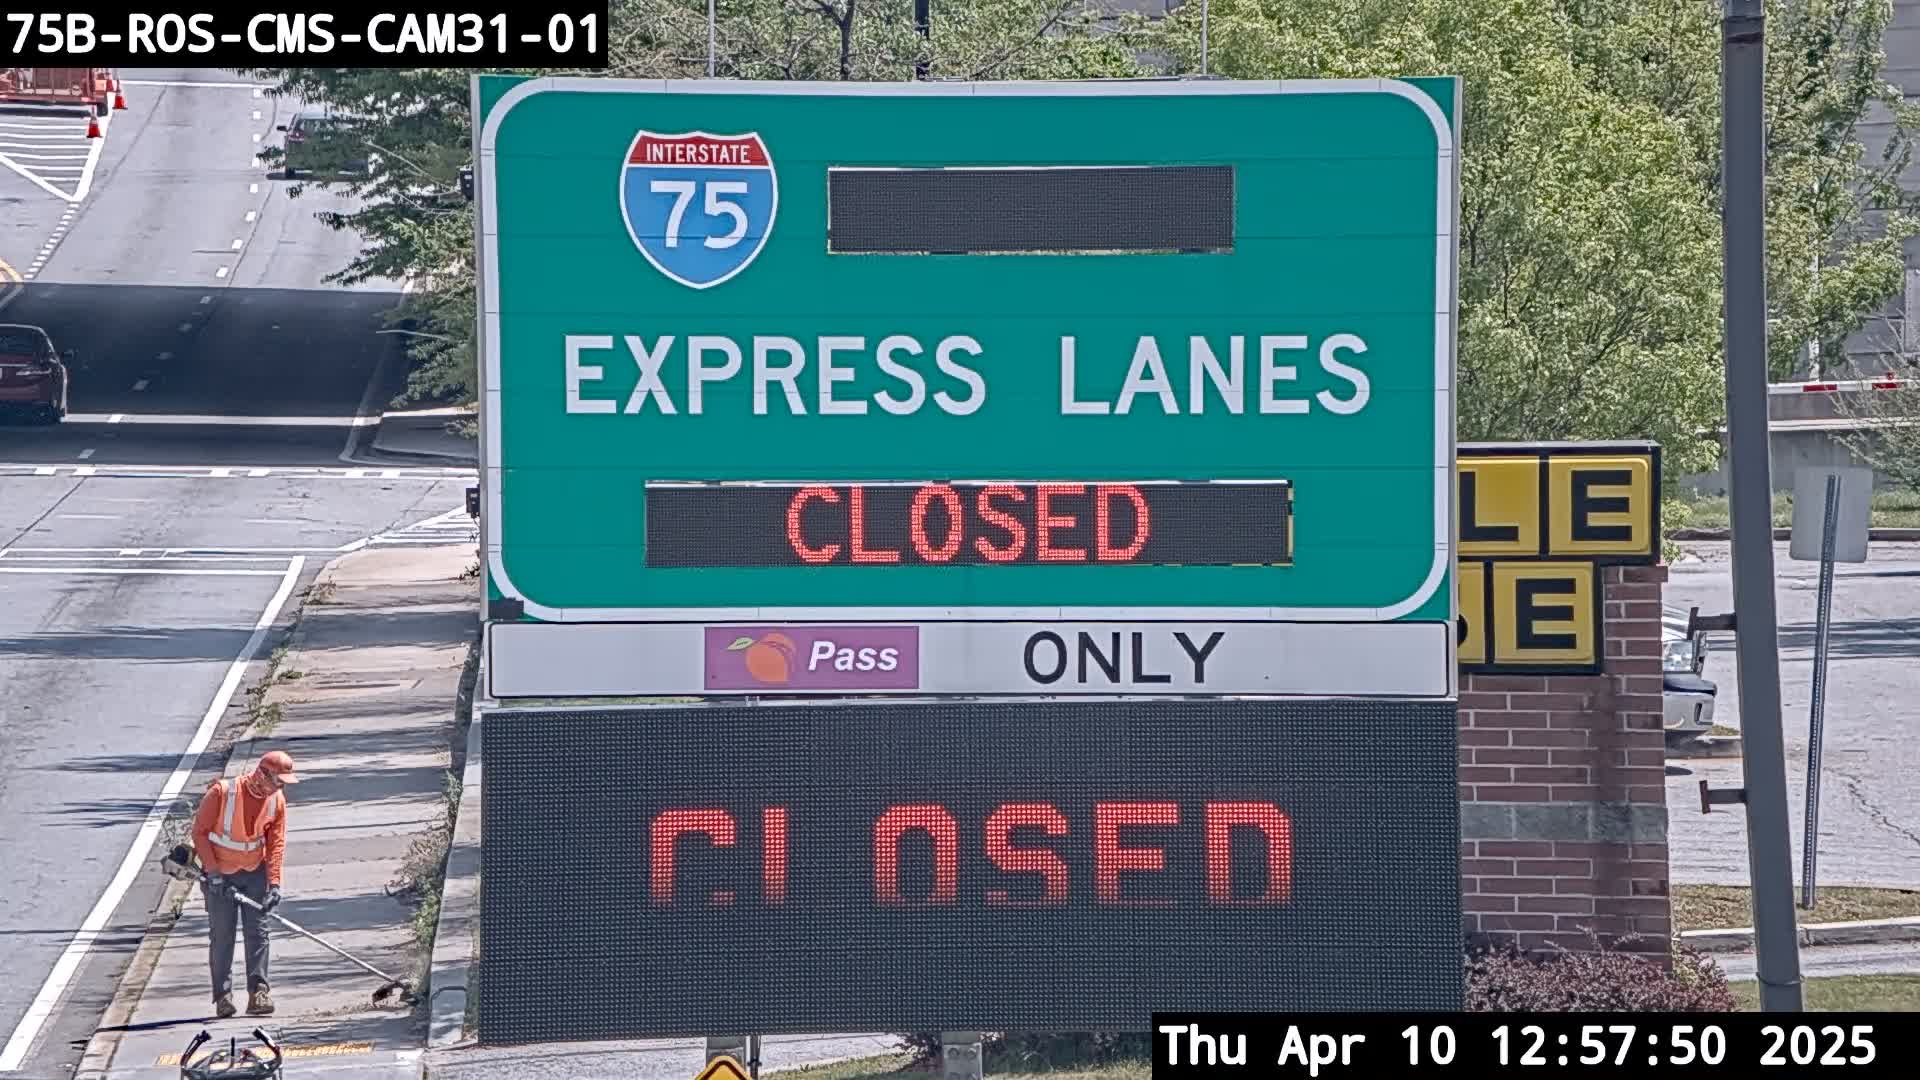 75B-ROS-CMS-CAM31-01
INTERSTATE
75
EXPRESS LANES
CLOSED
LE
E
Pass ONLY
CLOSED
Thu Apr 10 12:57:50 2025